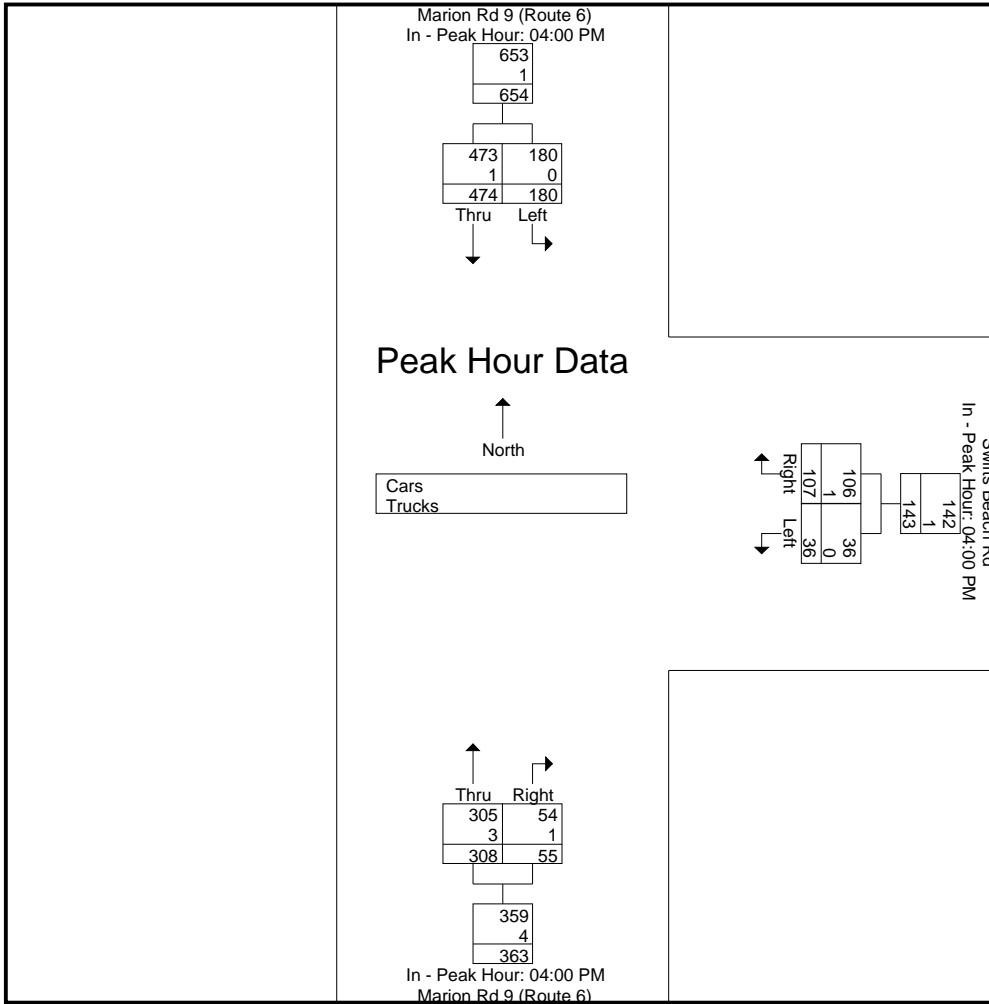 Marion Rd 9 (Route 6)
In - Peak Hour: 04:00 PM
653
1
654
473 180
1 0
474 180
Thru Left
Peak Hour Data
North
Cars
Trucks
Swifts Beach Rd
In - Peak Hour: 04:00 PM
142
1
143
106 36
1 0
107 36
Right Left
Thru Right
305 54
3 1
308 55
359
4
363
In - Peak Hour: 04:00 PM
Marion Rd 9 (Route 6)